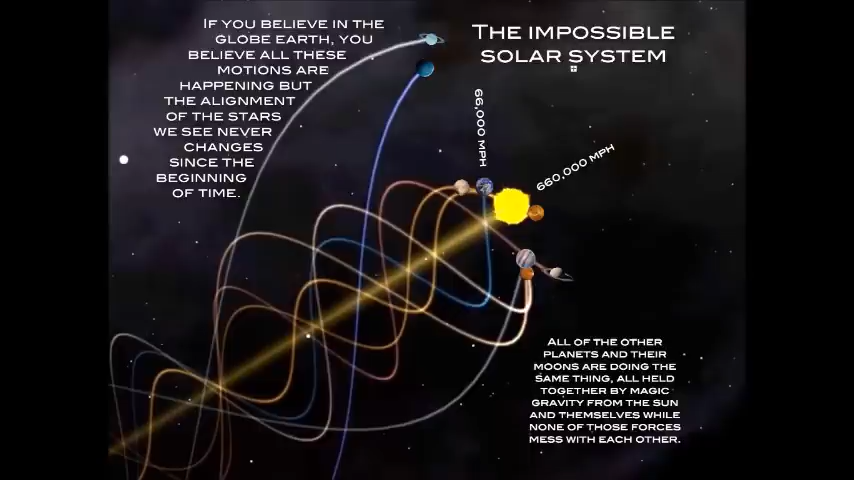 IF YOU BELIEVE IN THE
GLOBE EARTH, YOU
BELIEVE ALL THESE
MOTIONS ARE
HAPPENING BUT
THE ALIGNMENT
OF THE STARS
WE SEE NEVER
CHANGES
SINCE THE
BEGINNING
OF TIME.
THE IMPOSSIBLE
SOLAR SYSTEM
66,000 MPH
660,000 MPH
ALL OF THE OTHER
PLANETS AND THEIR
MOONS ARE DOING THE
SAME THING, ALL HELD
TOGETHER BY MAGIC
GRAVITY FROM THE SUN
AND THEMSELVES WHILE
NONE OF THOSE FORCES
MESS WITH EACH OTHER.